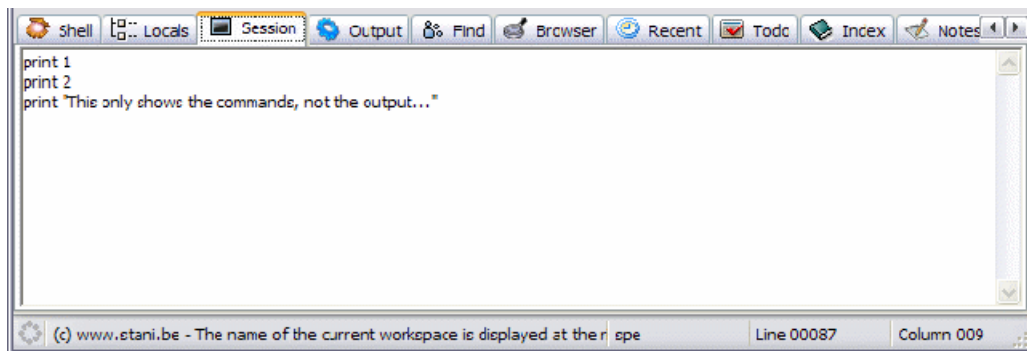 Shell Locals Session Output Find Browser Recent Todo Index Notes
print 1
print 2
print "This only shows the commands, not the output..."
(c) www.stani.be - The name of the current workspace is displayed at the r spe Line 00087 Column 009